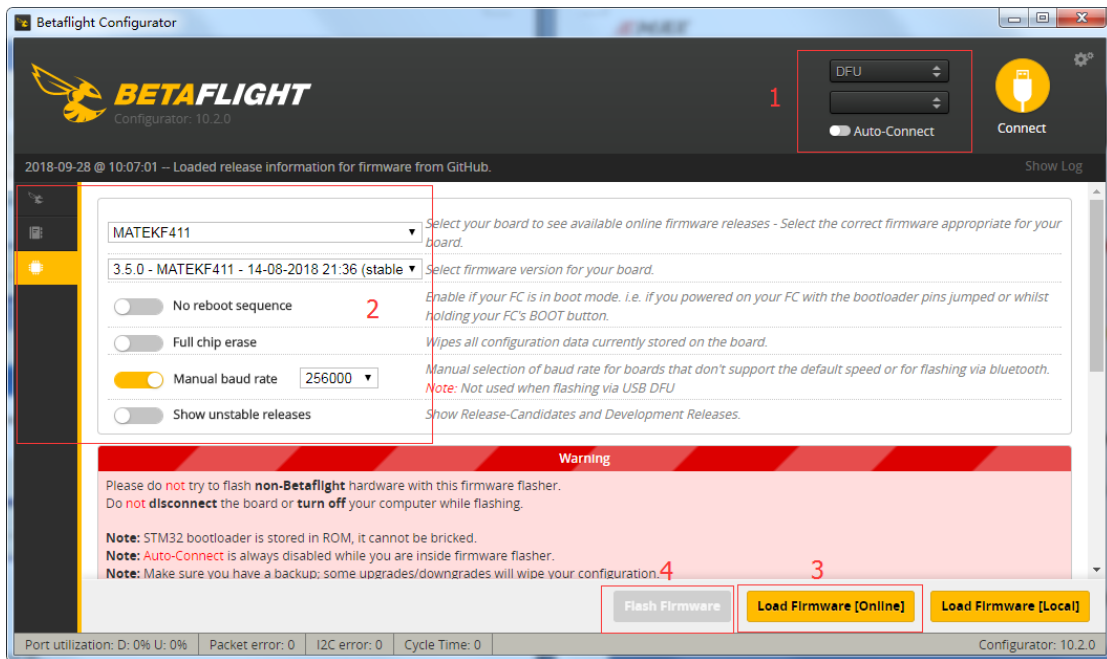 Betaflight Configurator
BETAFLIGHT
Configurator: 10.2.0
1
DFU
Auto-Connect
Connect
2018-09-28 @ 10:07:01 -- Loaded release information for firmware from GitHub.
Show Log
MATEKF411
Select your board to see available online firmware releases - Select the correct firmware appropriate for your
board.
3.5.0 - MATEKF411 - 14-08-2018 21:36 (stable
Select firmware version for your board.
2
No reboot sequence
Enable if your FC is in boot mode. i.e. if you powered on your FC with the bootloader pins jumped or whilst
holding your FC's BOOT button.
Full chip erase
Wipes all configuration data currently stored on the board.
Manual baud rate 256000
Manual selection of baud rate for boards that don't support the default speed or for flashing via bluetooth.
Note: Not used when flashing via USB DFU
Show unstable releases
Show Release-Candidates and Development Releases.
Warning
Please do not try to flash non-Betaflight hardware with this firmware flasher.
Do not disconnect the board or turn off your computer while flashing.
Note: STM32 bootloader is stored in ROM, it cannot be bricked.
Note: Auto-Connect is always disabled while you are inside firmware flasher.
Note: Make sure you have a backup; some upgrades/downgrades will wipe your configuration.
4
3
Flash Firmware
Load Firmware [Online]
Load Firmware [Local]
Port utilization: D: 0% U: 0%
Packet error: 0
I2C error: 0
Cycle Time: 0
Configurator: 10.2.0